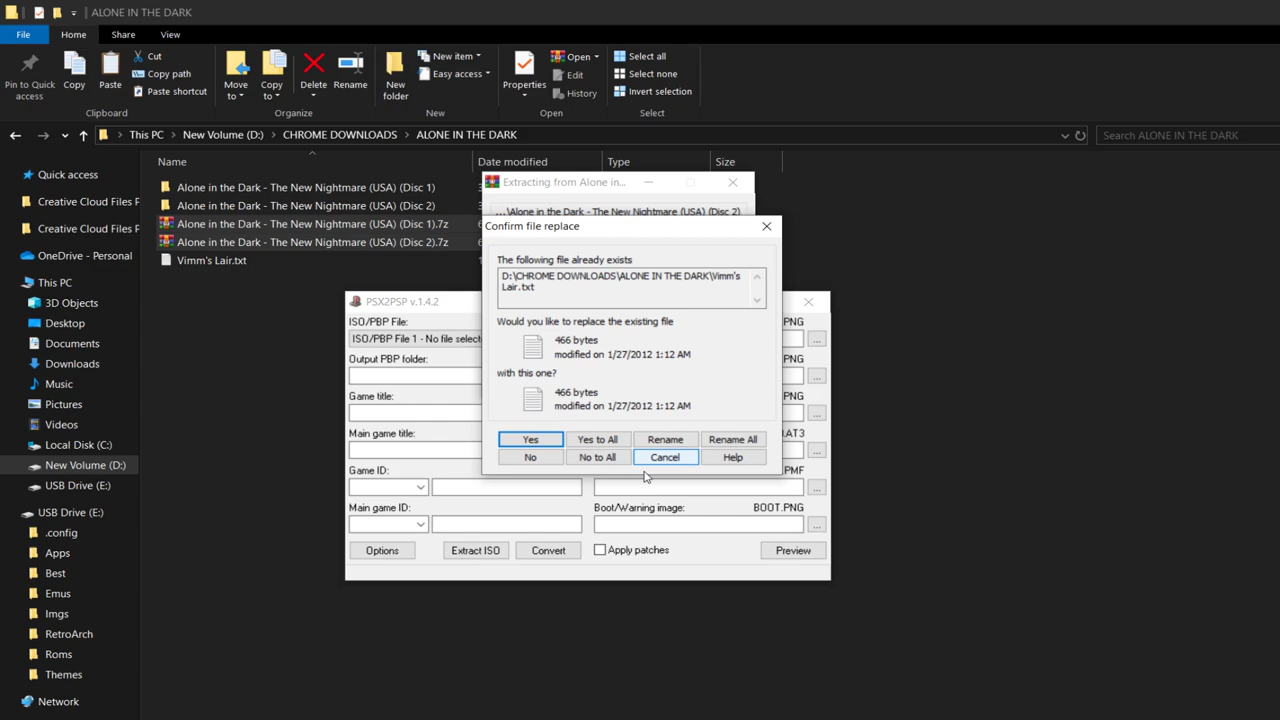 ALONE IN THE DARK
File
Home
Share
View
Pin to Quick access
Copy
Paste
Cut
Copy path
Paste shortcut
Clipboard
Move to
Copy to
Delete
Rename
Organize
New folder
New item
Easy access
New
Properties
Open
Edit
History
Open
Select all
Select none
Invert selection
Select
This PC
New Volume (D:)
CHROME DOWNLOADS
ALONE IN THE DARK
Search ALONE IN THE DARK
Name
Date modified
Type
Size
Quick access
Creative Cloud Files P
Creative Cloud Files P
OneDrive - Personal
This PC
3D Objects
Desktop
Documents
Downloads
Music
Pictures
Videos
Local Disk (C:)
New Volume (D:)
USB Drive (E:)
USB Drive (E:)
.config
Apps
Best
Emus
Imgs
RetroArch
Roms
Themes
Network
Alone in the Dark - The New Nightmare (USA) (Disc 1)
Alone in the Dark - The New Nightmare (USA) (Disc 2)
Alone in the Dark - The New Nightmare (USA) (Disc 1).7z
Alone in the Dark - The New Nightmare (USA) (Disc 2).7z
Vimm's Lair.txt
Extracting from Alone in...
...\Alone in the Dark - The New Nightmare (USA) (Disc 2)
Confirm file replace
The following file already exists
D:\CHROME DOWNLOADS\ALONE IN THE DARK\Vimm's
Lair.txt
Would you like to replace the existing file
466 bytes
modified on 1/27/2012 1:12 AM
with this one?
466 bytes
modified on 1/27/2012 1:12 AM
Yes
Yes to All
Rename
Rename All
No
No to All
Cancel
Help
PSX2PSP v.1.4.2
ISO/PBP File:
ISO/PBP File 1 - No file select
Output PBP folder:
Game title:
Main game title:
Game ID:
Main game ID:
.PNG
...
.PNG
...
.PNG
...
.AT3
...
.PMF
...
Boot/Warning image:
BOOT.PNG
...
Options
Extract ISO
Convert
Apply patches
Preview